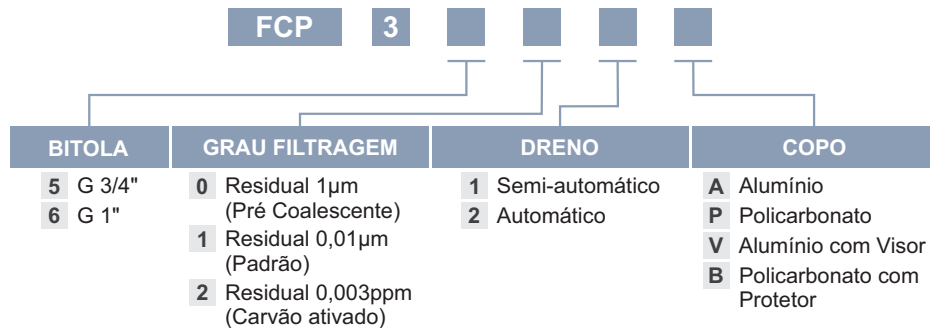 FCP 3
BITOLA
5 G 3/4"
6 G 1"
GRAU FILTRAGEM
0 Residual 1µm
(Pré Coalescente)
1 Residual 0,01µm
(Padrão)
2 Residual 0,003ppm
(Carvão ativado)
DRENO
1 Semi-automático
2 Automático
COPO
A Alumínio
P Policarbonato
V Alumínio com Visor
B Policarbonato com
Protetor